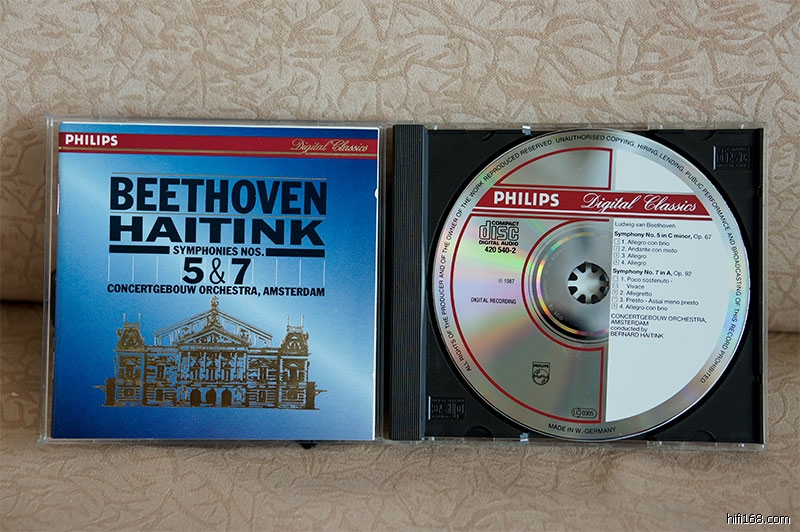 PHILIPS
Digital Classics
BEETHOVEN
HAITINK
SYMPHONIES NOS.
5 & 7
CONCERTGEBOUW ORCHESTRA, AMSTERDAM
ALL RIGHTS OF THE PRODUCER AND OF THE OWNER OF THE WORK REPRODUCED RESERVED UNAUTHORISED COPYING, HIRING, LENDING, PUBLIC PERFORMANCE AND BROADCASTING OF THIS RECORD PROHIBITED
PHILIPS
Digital Classics
COMPACT
disc
DIGITAL AUDIO
420 540-2
℗ 1987
DIGITAL RECORDING
PHILIPS
Ludwig van Beethoven
Symphony No. 5 in C minor, Op. 67
1. Allegro con brio
2. Andante con moto
3. Allegro
4. Allegro
Symphony No. 7 in A, Op. 92
1. Poco sostenuto -
Vivace
2. Allegretto
3. Presto - Assai meno presto
4. Allegro con brio
CONCERTGEBOUW ORCHESTRA,
AMSTERDAM
conducted by
BERNARD HAITINK
LC 0305
MADE IN W.-GERMANY
disc
disc
hifi168.com